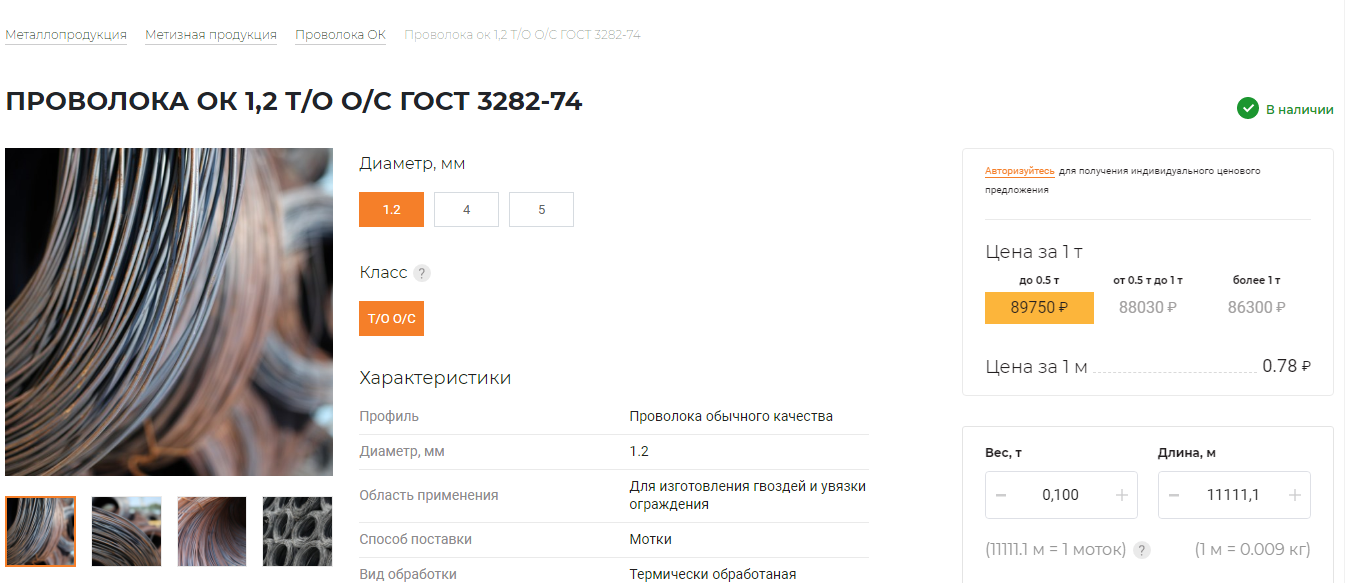 Металлопродукция Метизная продукция Проволока ОК Проволока ок 1,2 Т/О О/С ГОСТ 3282-74
ПРОВОЛОКА ОК 1,2 Т/О О/С ГОСТ 3282-74
В наличии
Диаметр, мм
1.2 4 5
Класс ?
Т/О О/С
Характеристики
Профиль Проволока обычного качества
Диаметр, мм 1.2
Область применения Для изготовления гвоздей и увязки
ограждения
Способ поставки Мотки
Вид обработки Термически обработаная
Авторизуйтесь для получения индивидуального ценового
предложения
Цена за 1 т
до 0.5 т от 0.5 т до 1 т более 1 т
89750 ₽ 88030 ₽ 86300 ₽
Цена за 1 м 0.78 ₽
Вес, т Длина, м
− 0,100 + − 11111,1 +
(11111.1 м = 1 моток) ? (1 м = 0.009 кг)